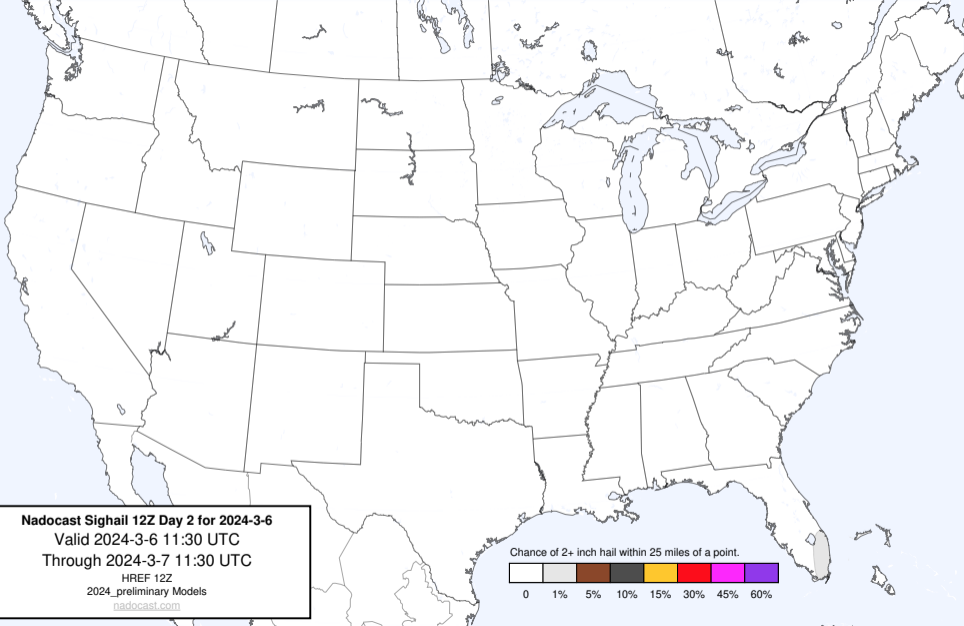 Nadocast Sighail 12Z Day 2 for 2024-3-6
Valid 2024-3-6 11:30 UTC
Through 2024-3-7 11:30 UTC
HREF 12Z
2024_preliminary Models
nadocast.com
Chance of 2+ inch hail within 25 miles of a point.
0 1% 5% 10% 15% 30% 45% 60%